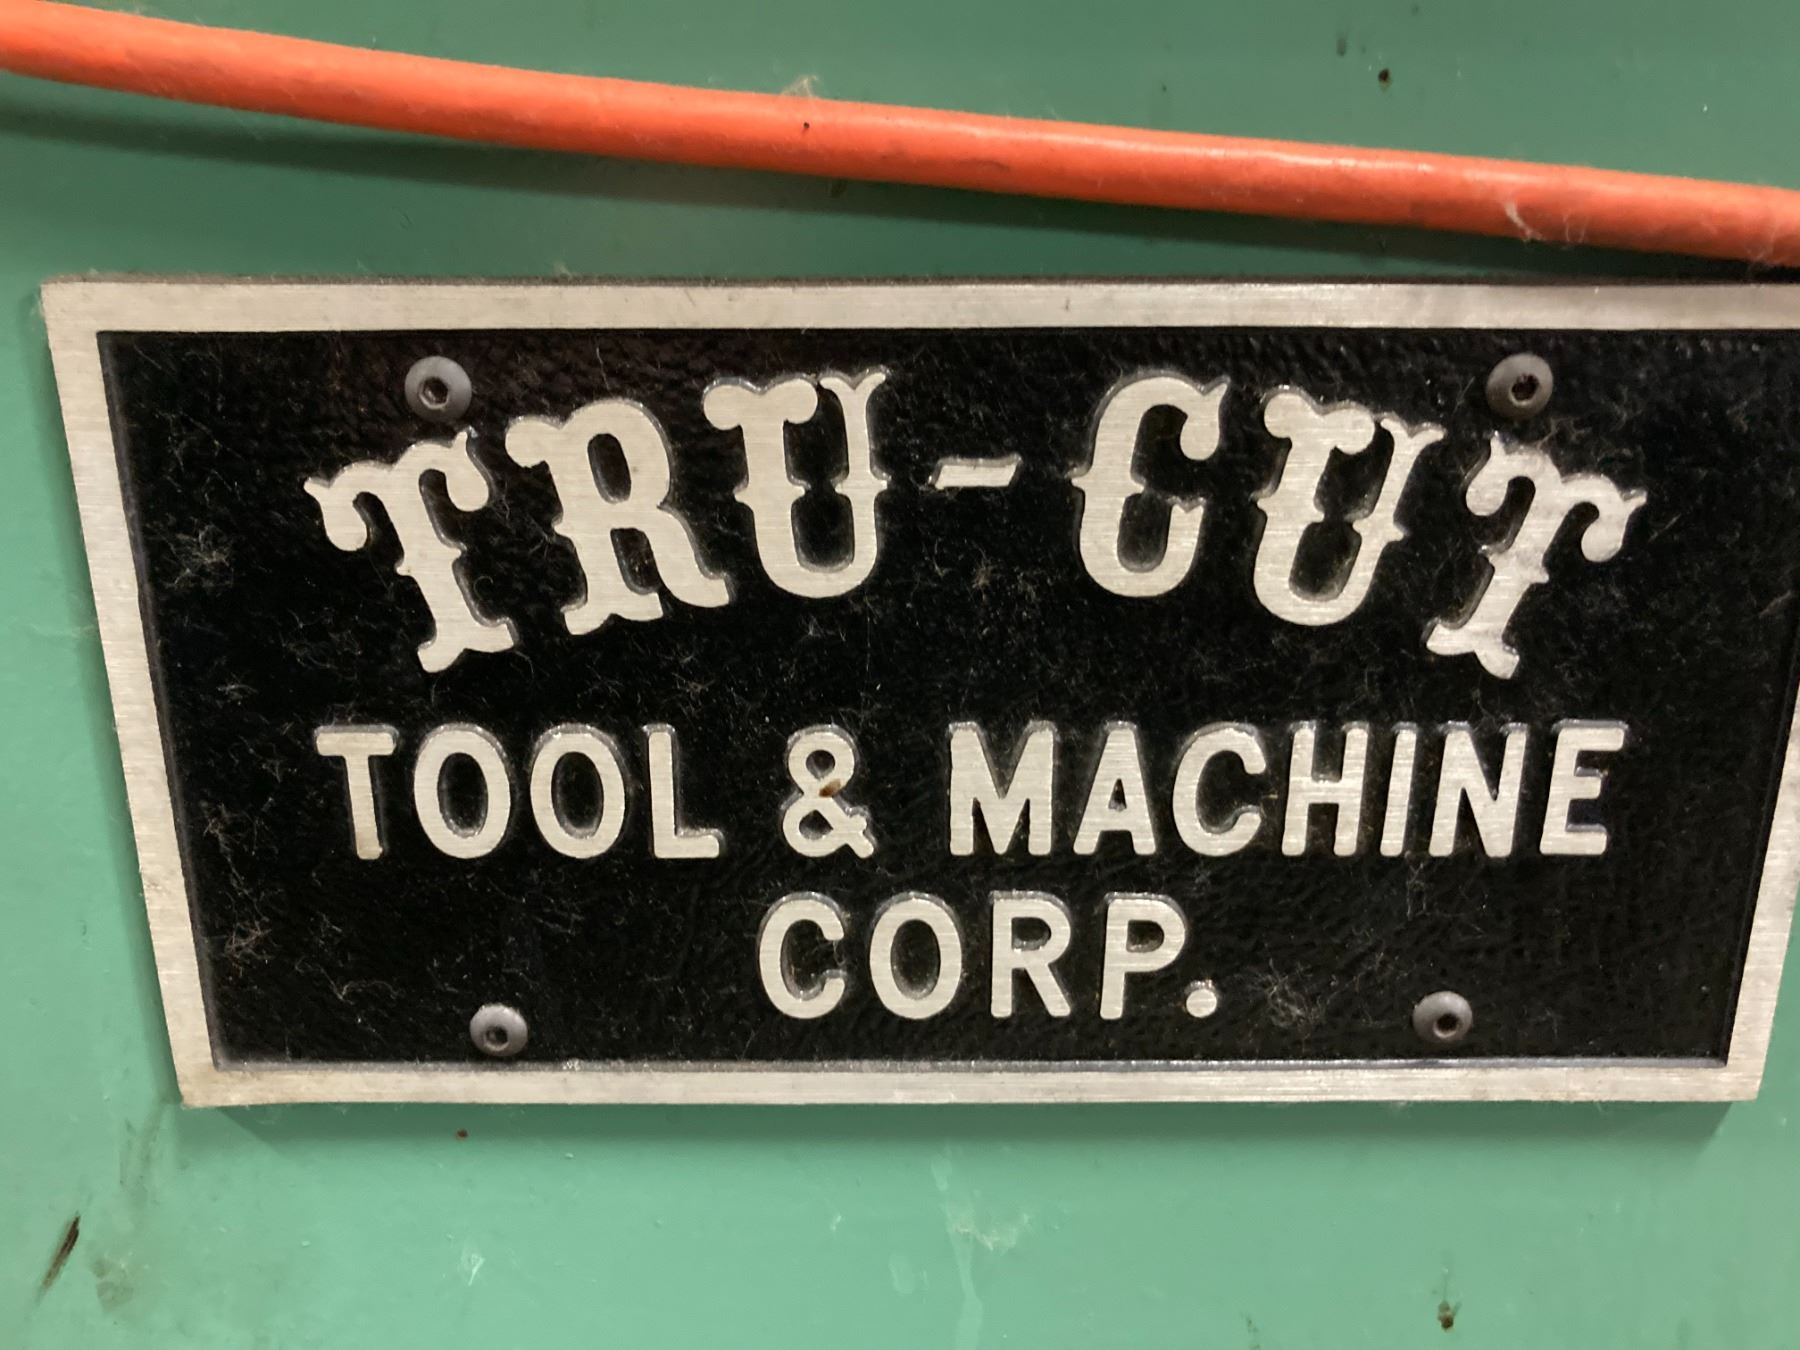 TRU-CUT
TOOL & MACHINE
CORP.